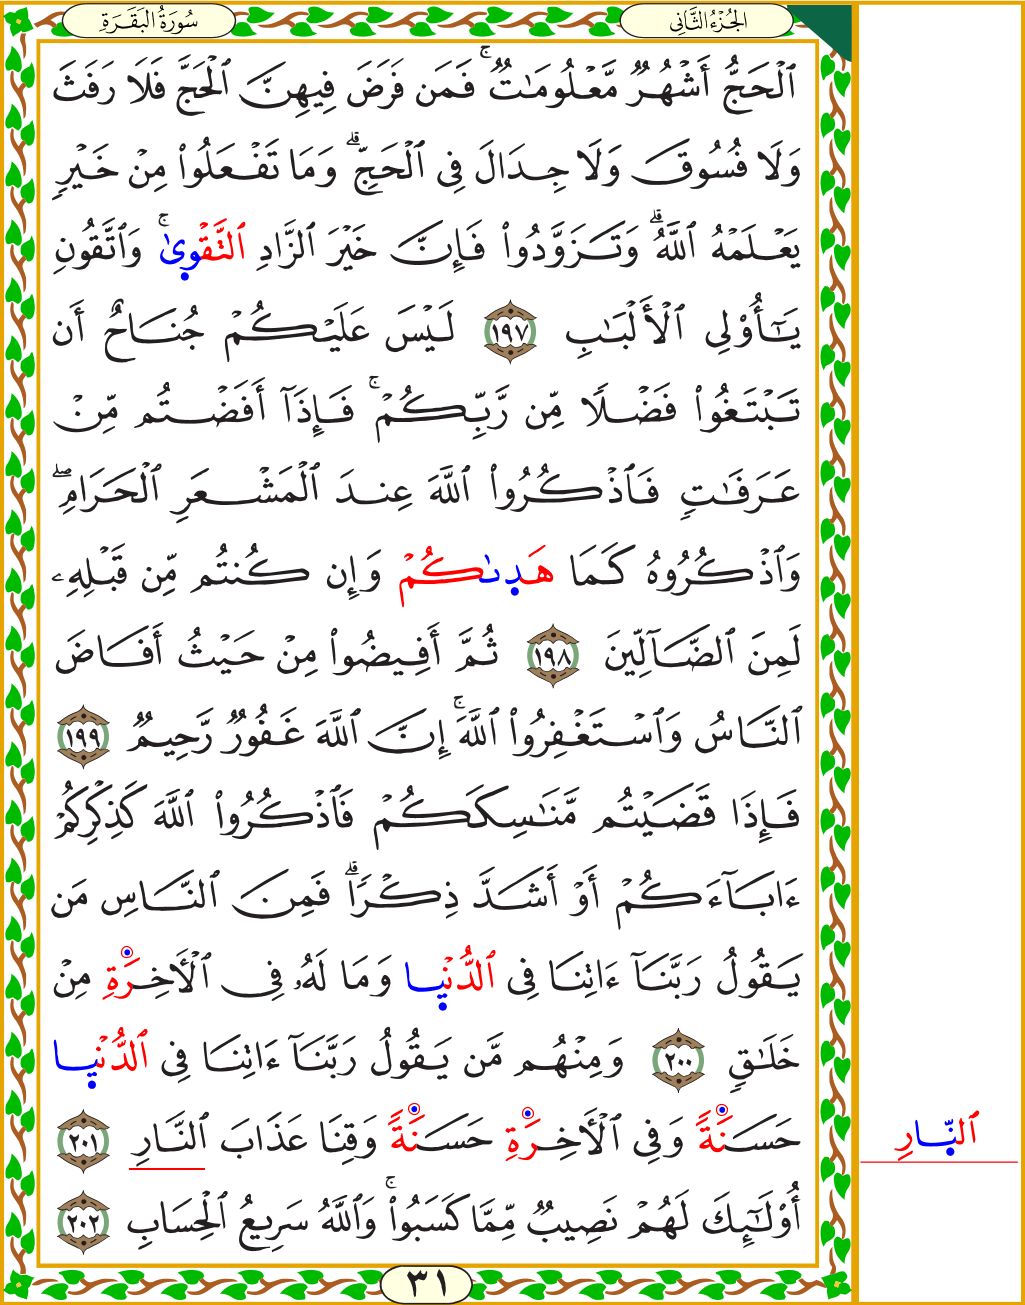 الجُزْءُ الثَّانِي
سُورَةُ البَقَرَةِ
ٱلۡحَجُّ أَشۡهُرٞ مَّعۡلُومَٰتٞۚ فَمَن فَرَضَ فِيهِنَّ ٱلۡحَجَّ فَلَا رَفَثَ
وَلَا فُسُوقَ وَلَا جِدَالَ فِي ٱلۡحَجِّۗ وَمَا تَفۡعَلُواْ مِنۡ خَيۡرٖ
يَعۡلَمۡهُ ٱللَّهُۗ وَتَزَوَّدُواْ فَإِنَّ خَيۡرَ ٱلزَّادِ ٱلتَّقۡوىٰۚ وَٱتَّقُونِ
يَٰٓأُوْلِي ٱلۡأَلۡبَٰبِ ١٩٧ لَيۡسَ عَلَيۡكُمۡ جُنَاحٌ أَن
تَبۡتَغُواْ فَضۡلٗا مِّن رَّبِّكُمۡۚ فَإِذَآ أَفَضۡتُم مِّنۡ
عَرَفَٰتٖ فَٱذۡكُرُواْ ٱللَّهَ عِندَ ٱلۡمَشۡعَرِ ٱلۡحَرَامِۖ
وَٱذۡكُرُوهُ كَمَا هَدىٰكُمۡ وَإِن كُنتُم مِّن قَبۡلِهِۦ
لَمِنَ ٱلضَّآلِّينَ ١٩٨ ثُمَّ أَفِيضُواْ مِنۡ حَيۡثُ أَفَاضَ
ٱلنَّاسُ وَٱسۡتَغۡفِرُواْ ٱللَّهَۚ إِنَّ ٱللَّهَ غَفُورٞ رَّحِيمٞ ١٩٩
فَإِذَا قَضَيۡتُم مَّنَٰسِكَكُمۡ فَٱذۡكُرُواْ ٱللَّهَ كَذِكۡرِكُمۡ
ءَابَآءَكُمۡ أَوۡ أَشَدَّ ذِكۡرٗاۗ فَمِنَ ٱلنَّاسِ مَن
يَقُولُ رَبَّنَآ ءَاتِنَا فِي ٱلدُّنۡيا وَمَا لَهُۥ فِي ٱلۡأٓخِرَةِ مِنۡ
خَلَٰقٖ ٢٠٠ وَمِنۡهُم مَّن يَقُولُ رَبَّنَآ ءَاتِنَا فِي ٱلدُّنۡيا
حَسَنَةٗ وَفِي ٱلۡأٓخِرَةِ حَسَنَةٗ وَقِنَا عَذَابَ ٱلنَّارِ ٢٠١
ٱلنّارِ
أُوْلَٰٓئِكَ لَهُمۡ نَصِيبٞ مِّمَّا كَسَبُواْۚ وَٱللَّهُ سَرِيعُ ٱلۡحِسَابِ ٢٠٢
٣١